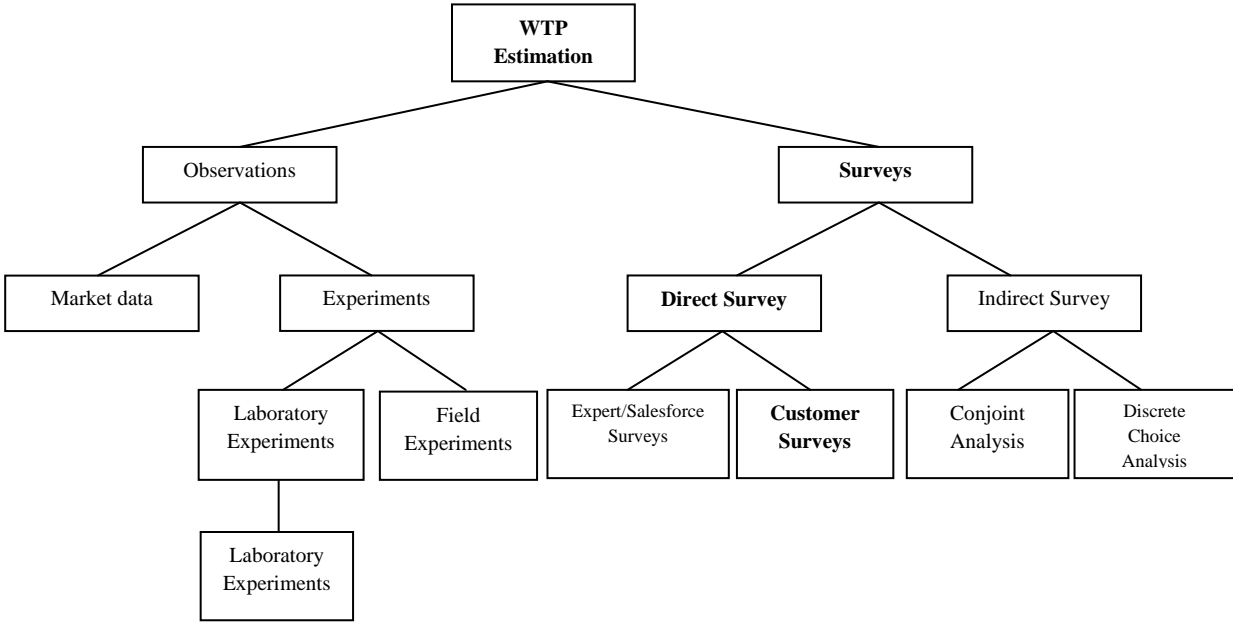 WTP
Estimation
Observations
Surveys
Market data
Experiments
Direct Survey
Indirect Survey
Laboratory
Experiments
Field
Experiments
Expert/Salesforce
Surveys
Customer
Surveys
Conjoint
Analysis
Discrete
Choice
Analysis
Laboratory
Experiments